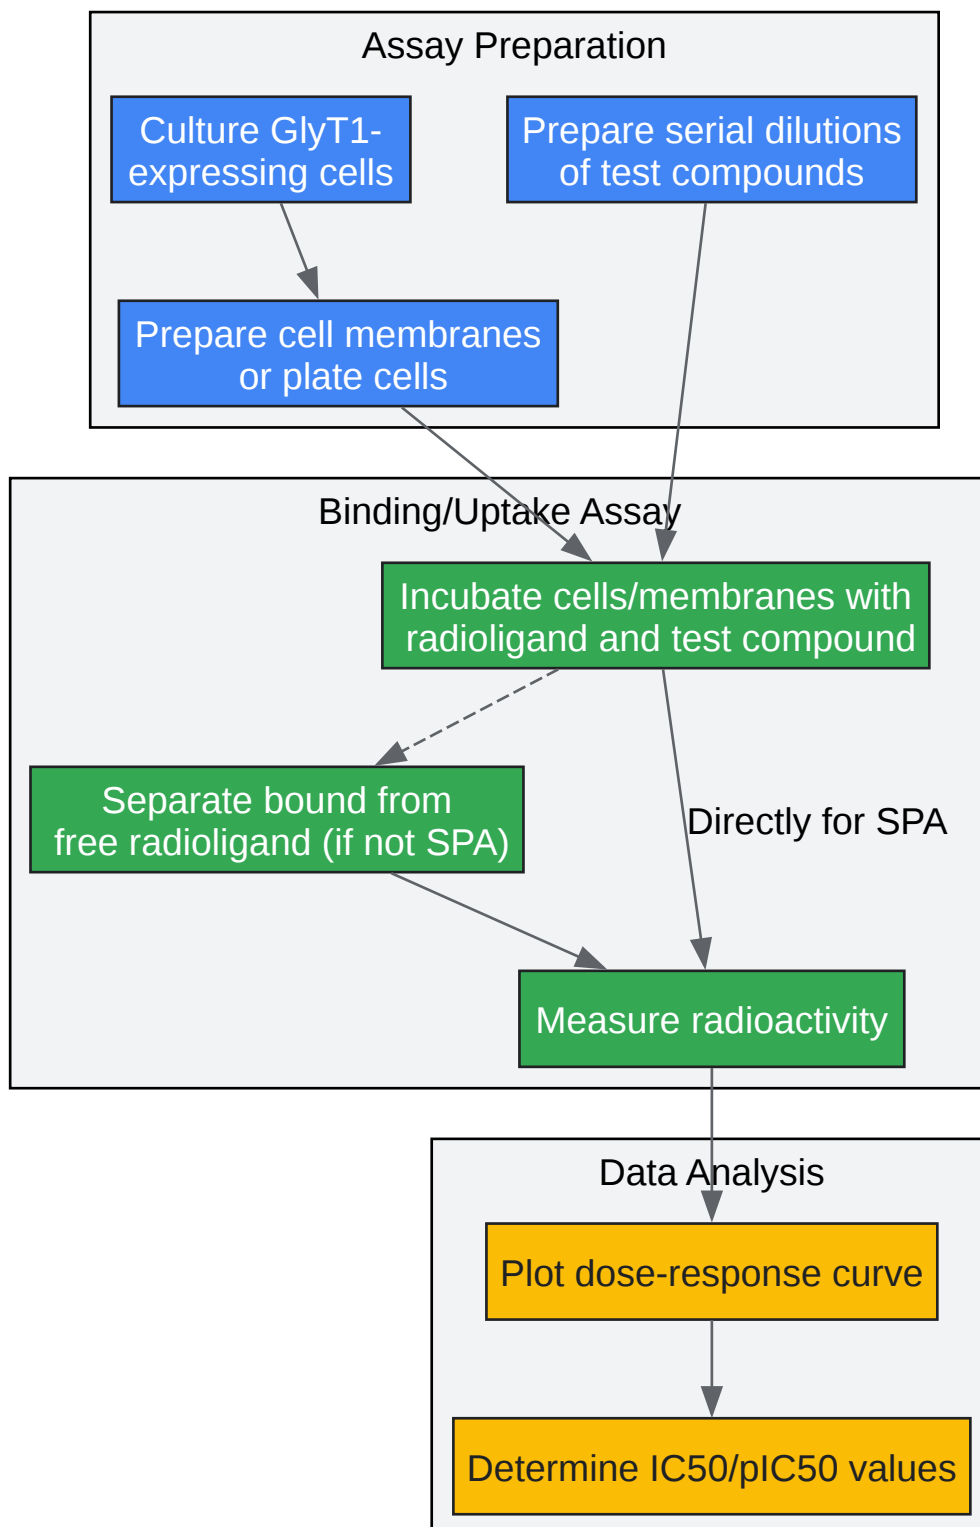 Assay Preparation
Culture GlyT1-
expressing cells
Prepare serial dilutions
of test compounds
Prepare cell membranes
or plate cells
Binding/Uptake Assay
Incubate cells/membranes with
radioligand and test compound
Separate bound from
free radioligand (if not SPA)
Directly for SPA
Measure radioactivity
Data Analysis
Plot dose-response curve
Determine IC50/pIC50 values